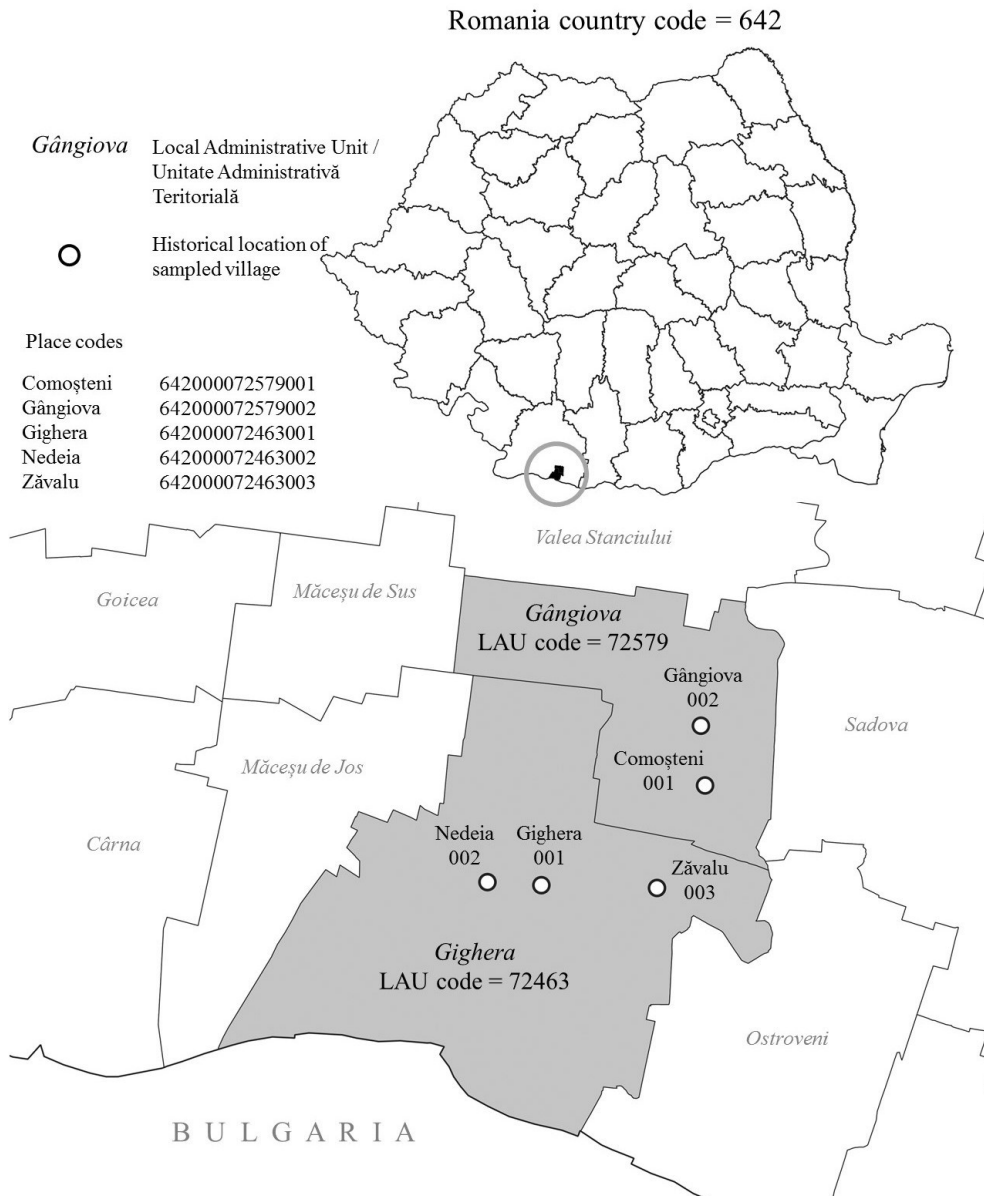 Romania country code = 642
Gângiova
Local Administrative Unit /
Unitate Administrativă
Teritorială
Historical location of
sampled village
Place codes
Comoșteni 642000072579001
Gângiova 642000072579002
Gighera 642000072463001
Nedeia 642000072463002
Zăvalu 642000072463003
Valea Stanciului
Goicea
Măceșu de Sus
Gângiova
LAU code = 72579
Gângiova
002
Sadova
Comoșteni
001
Măceșu de Jos
Cârna
Nedeia
002
Gighera
001
Zăvalu
003
Gighera
LAU code = 72463
Ostroveni
BULGARIA